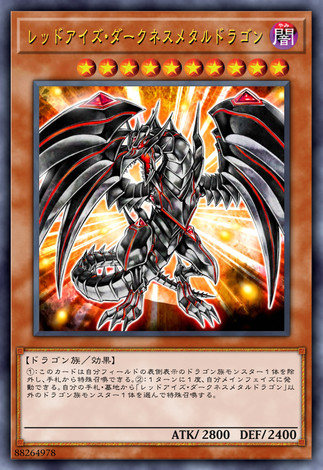 レッドアイズ・ダークネスメタルドラゴン
闇
やみ
【ドラゴン族／効果】
①:このカードは自分フィールドの表側表示のドラゴン族モンスター１体を除
外し、手札から特殊召喚できる。②:１ターンに１度、自分メインフェイズに発
動できる。自分の手札・墓地から「レッドアイズ・ダークネスメタルドラゴン」以
外のドラゴン族モンスター１体を選んで特殊召喚する。
ATK/ 2800 DEF/2400
88264978